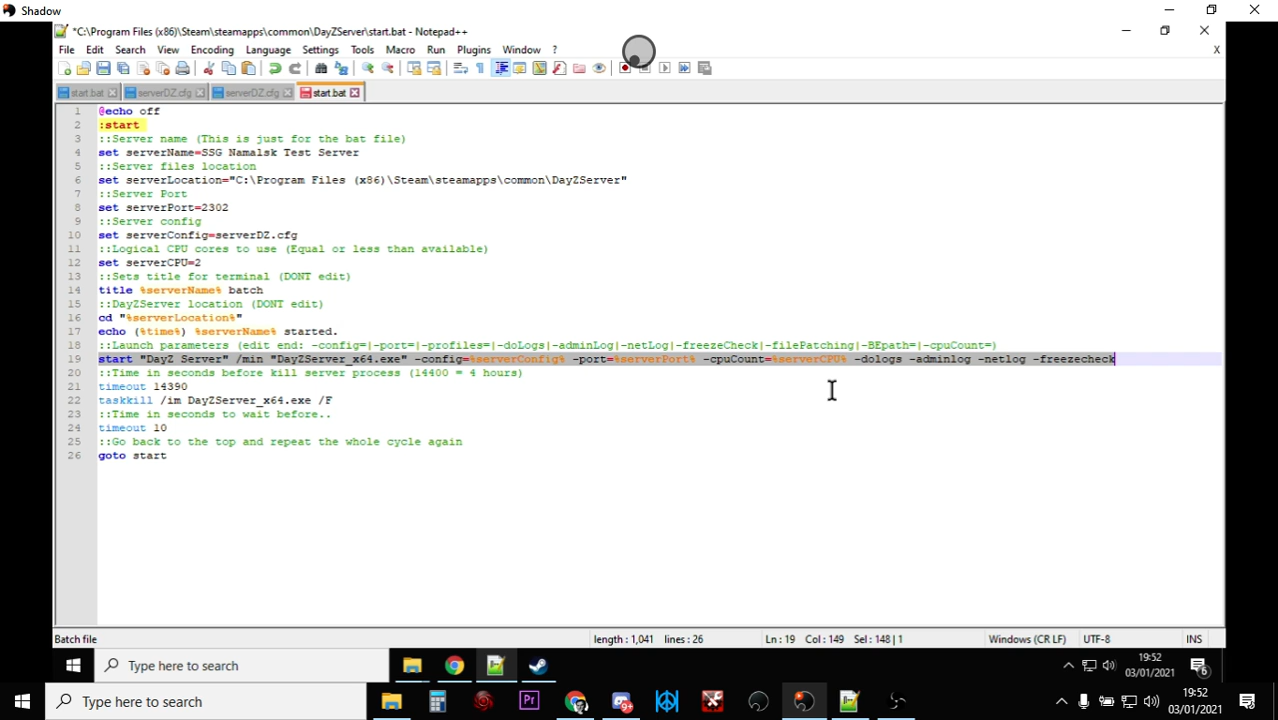 Shadow
*C:\Program Files (x86)\Steam\steamapps\common\DayZServer\start.bat - Notepad++
File Edit Search View Encoding Language Settings Tools Macro Run Plugins Window ? X
start.bat serverDZ.cfg serverDZ.cfg start.bat
1 @echo off
2 :start
3 ::Server name (This is just for the bat file)
4 set serverName=SSG Namalsk Test Server
5 ::Server files location
6 set serverLocation="C:\Program Files (x86)\Steam\steamapps\common\DayZServer"
7 ::Server Port
8 set serverPort=2302
9 ::Server config
10 set serverConfig=serverDZ.cfg
11 ::Logical CPU cores to use (Equal or less than available)
12 set serverCPU=2
13 ::Sets title for terminal (DONT edit)
14 title %serverName% batch
15 ::DayZServer location (DONT edit)
16 cd "%serverLocation%"
17 echo (%time%) %serverName% started.
18 ::Launch parameters (edit end: -config=|-port=|-profiles=|-doLogs|-adminLog|-netLog|-freezeCheck|-filePatching|-BEpath=|-cpuCount=)
19 start "DayZ Server" /min "DayZServer_x64.exe" -config=%serverConfig% -port=%serverPort% -cpuCount=%serverCPU% -dologs -adminlog -netlog -freezecheck
20 ::Time in seconds before kill server process (14400 = 4 hours)
21 timeout 14390
22 taskkill /im DayZServer_x64.exe /F
23 ::Time in seconds to wait before..
24 timeout 10
25 ::Go back to the top and repeat the whole cycle again
26 goto start
Batch file length : 1,041 lines : 26 Ln : 19 Col : 149 Sel : 148 | 1 Windows (CR LF) UTF-8 INS
Type here to search 19:52
03/01/2021 6
Type here to search Pr 19:52
03/01/2021